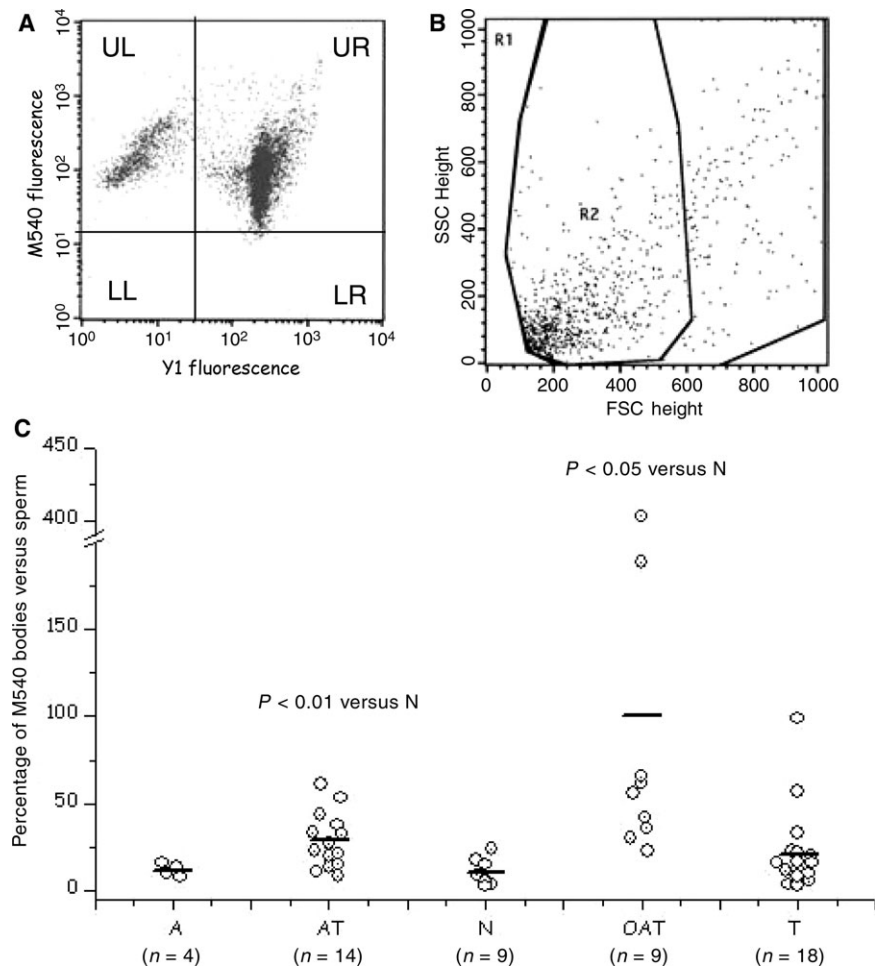 A
UL
UR
LL
LR
10⁴
10³
10²
10¹
10⁰
M540 fluorescence
10⁰ 10¹ 10² 10³ 10⁴
Y1 fluorescence
B
R1
R2
1000
800
600
400
200
0
SSC Height
0 200 400 600 800 1000
FSC height
C
450
400
150
100
50
0
Percentage of M540 bodies versus sperm
P < 0.05 versus N
P < 0.01 versus N
A AT N OAT T
(n = 4) (n = 14) (n = 9) (n = 9) (n = 18)